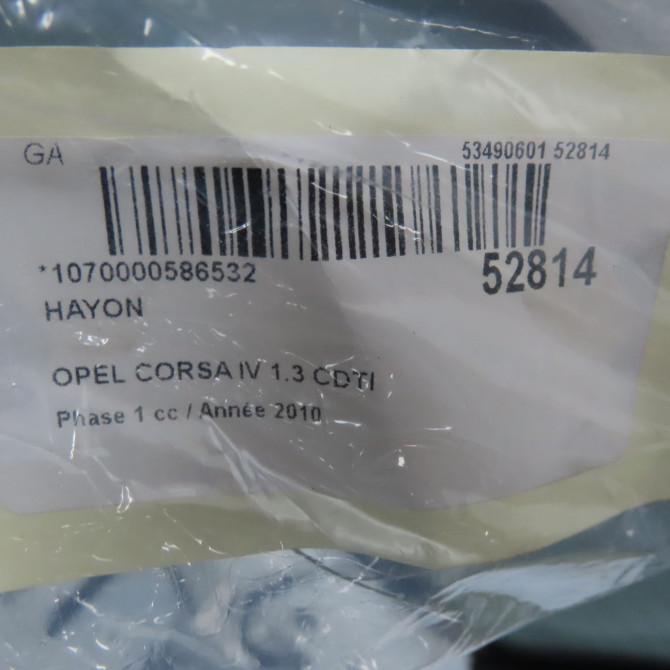 GA
53490601 52814
*1070000586532
52814
HAYON
OPEL CORSA IV 1.3 CDTI
Phase 1 cc / Année 2010